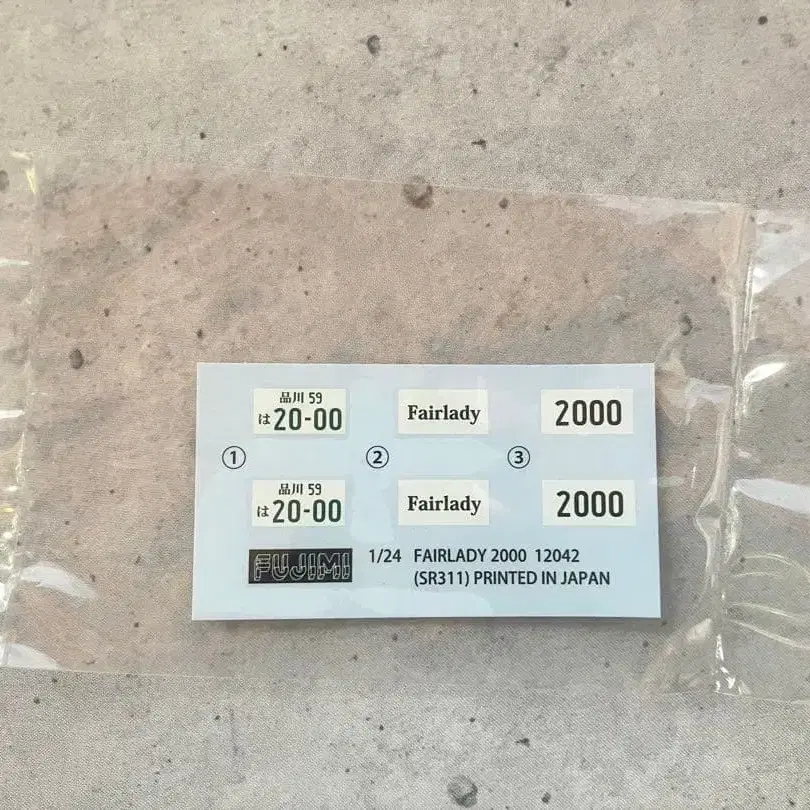 品川 59
は 20-00
Fairlady
2000
① ② ③
品川 59
は 20-00
Fairlady
2000
FUJIMI
1/24 FAIRLADY 2000 12042
(SR311) PRINTED IN JAPAN